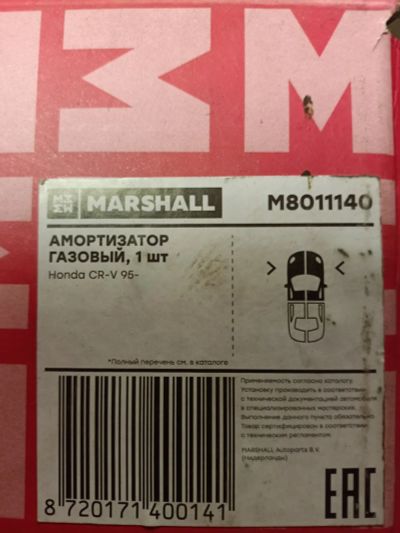 MARSHALL
M8011140
АМОРТИЗАТОР
ГАЗОВЫЙ, 1 шт
Honda CR-V 95-
*Полный перечень см. в каталоге
Применяемость согласно каталогу.
Установку производить в соответствии
с технической документацией автомобиля
в специализированных мастерских.
Выполнение данного пункта обязательно.
Товар сертифицирован в соответствии
с техническим регламентом.
MARSHALL Autoparts B.V.
(Нидерланды)
8 720171 400141
EAC